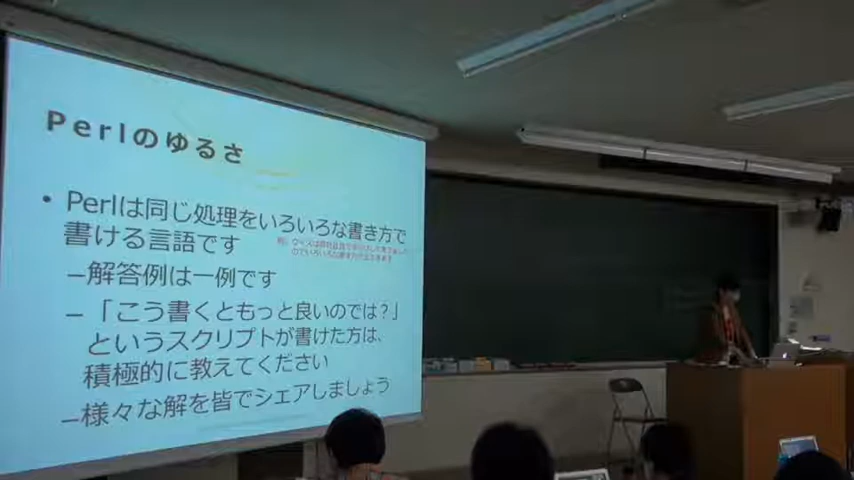 Perlのゆるさ
• Perlは同じ処理をいろいろな書き方で
書ける言語です
–解答例は一例です
–「こう書くともっと良いのでは？」
というスクリプトが書けた方は、
積極的に教えてください
–様々な解を皆でシェアしましょう